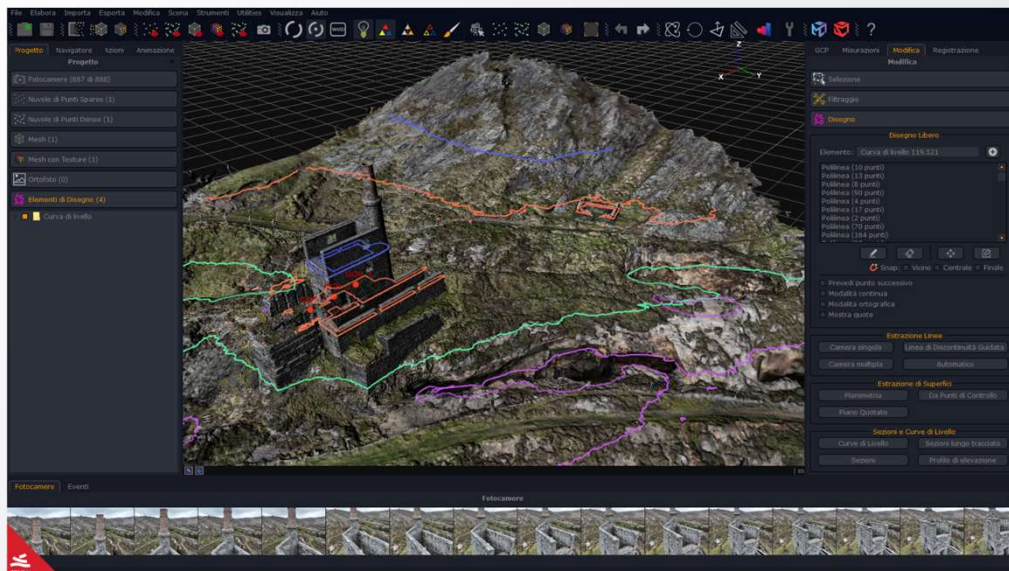 File Elabora Importa Esporta Modifica Scena Strumenti Utilities Visualizza Aiuto
MASK
Progetto Navigatore Azioni Animazione
Progetto
Fotocamere (887 di 888)
Nuvole di Punti Sparse (1)
Nuvole di Punti Dense (1)
Mesh (1)
Mesh con Texture (1)
Ortofoto (0)
Elementi di Disegno (4)
Curva di livello
Z
X
Y
GCP Misurazioni Modifica Registrazione
Modifica
Selezione
Filtraggio
Disegno
Disegno Libero
Elemento: Curva di livello 119.521
Polilinea (10 punti)
Polilinea (13 punti)
Polilinea (8 punti)
Polilinea (90 punti)
Polilinea (4 punti)
Polilinea (17 punti)
Polilinea (2 punti)
Polilinea (70 punti)
Polilinea (164 punti)
Snap: Vicino Centrale Finale
Prevedi punto successivo
Modalità continua
Modalità ortografica
Mostra quote
Estrazione Linee
Camera singola Linea di Discontinuità Guidata
Camera multipla Automatico
Estrazione di Superfici
Planimetria Da Punti di Controllo
Piano Quotato
Sezioni e Curve di Livello
Curve di Livello Sezioni lungo tracciato
Sezioni Profilo di elevazione
Fotocamere Eventi
Fotocamere